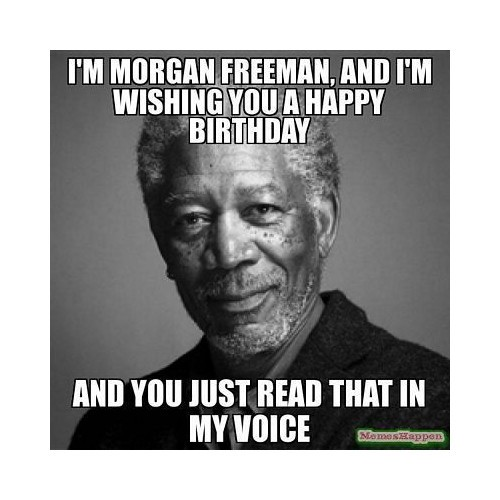 I'M MORGAN FREEMAN, AND I'M
WISHING YOU A HAPPY
BIRTHDAY
AND YOU JUST READ THAT IN
MY VOICE
MemesHappen